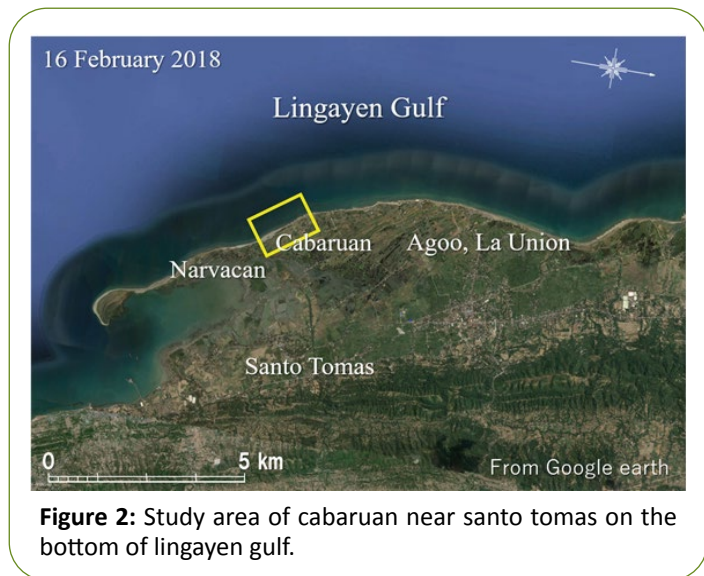 16 February 2018
Lingayen Gulf
Cabaruan
Agoo, La Union
Narvacan
Santo Tomas
0 5 km
From Google earth
Figure 2: Study area of cabaruan near santo tomas on the
bottom of lingayen gulf.